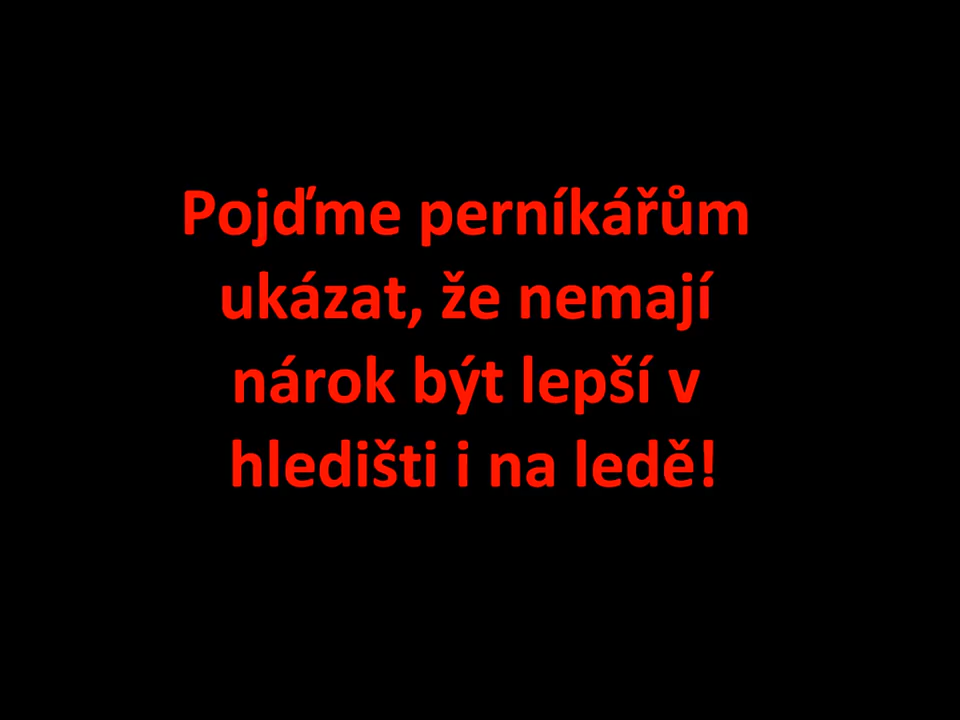 Pojďme perníkářům
ukázat, že nemají
nárok být lepší v
hledišti i na ledě!